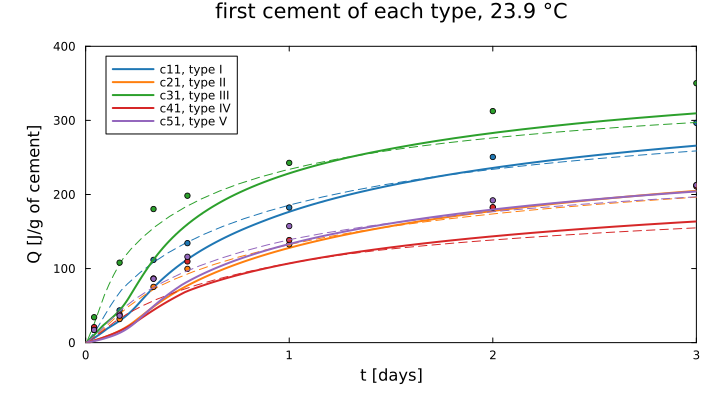 first cement of each type, 23.9 °C
Q [J/g of cement]
400
300
200
100
0
c11, type I
c21, type II
c31, type III
c41, type IV
c51, type V
0
1
2
3
t [days]